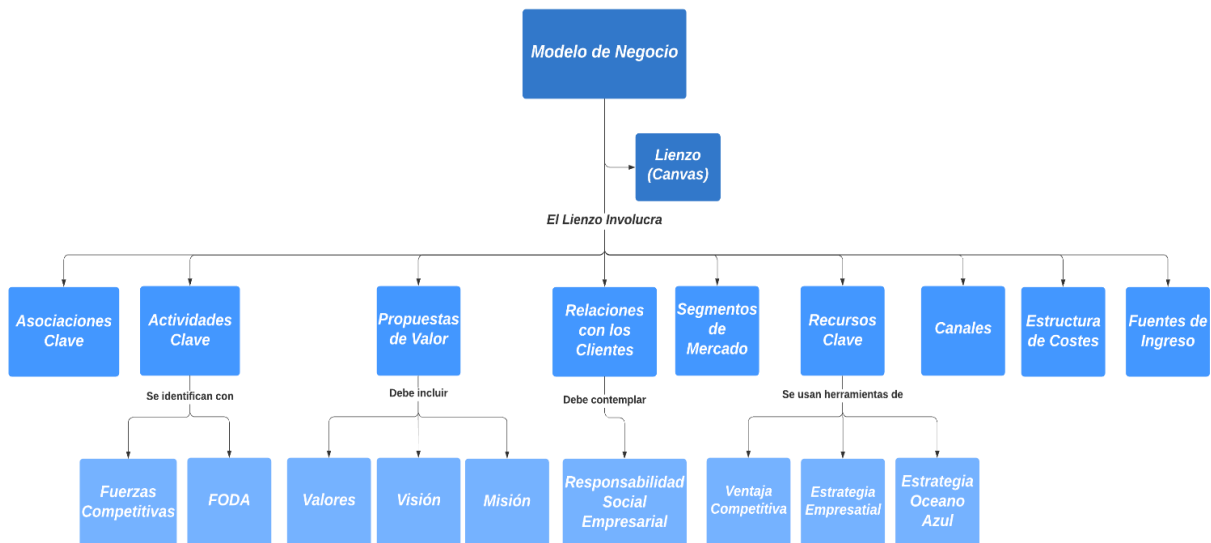 Modelo de Negocio
Lienzo
(Canvas)
El Lienzo Involucra
Asociaciones
Clave
Actividades
Clave
Propuestas
de Valor
Relaciones
con los
Clientes
Segmentos
de
Mercado
Recursos
Clave
Canales
Estructura
de Costes
Fuentes de
Ingreso
Se identifican con
Debe incluir
Debe contemplar
Se usan herramientas de
Fuerzas
Competitivas
FODA
Valores
Visión
Misión
Responsabilidad
Social
Empresarial
Ventaja
Competitiva
Estrategia
Empresatial
Estrategia
Oceano
Azul